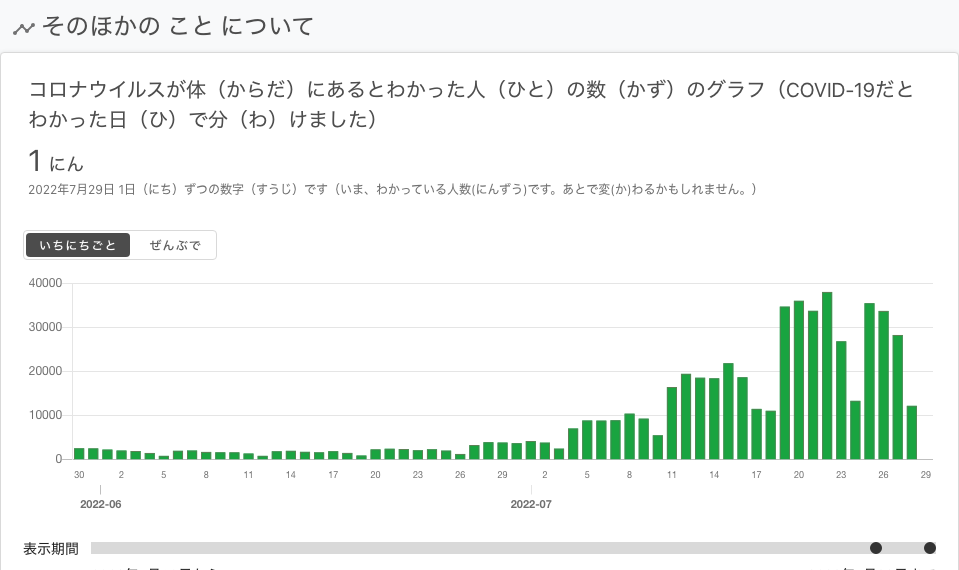 そのほかの こと について
コロナウイルスが体（からだ）にあるとわかった人（ひと）の数（かず）のグラフ（COVID-19だと
わかった日（ひ）で分（わ）けました）
1 にん
2022年7月29日 1日（にち）ずつの数字（すうじ）です（いま、わかっている人数(にんずう)です。あとで変(か)わるかもしれません。）
いちにちごと ぜんぶで
40000
30000
20000
10000
0
30 2 5 8 11 14 17 20 23 26 29 2 5 8 11 14 17 20 23 26 29
2022-06 2022-07
表示期間